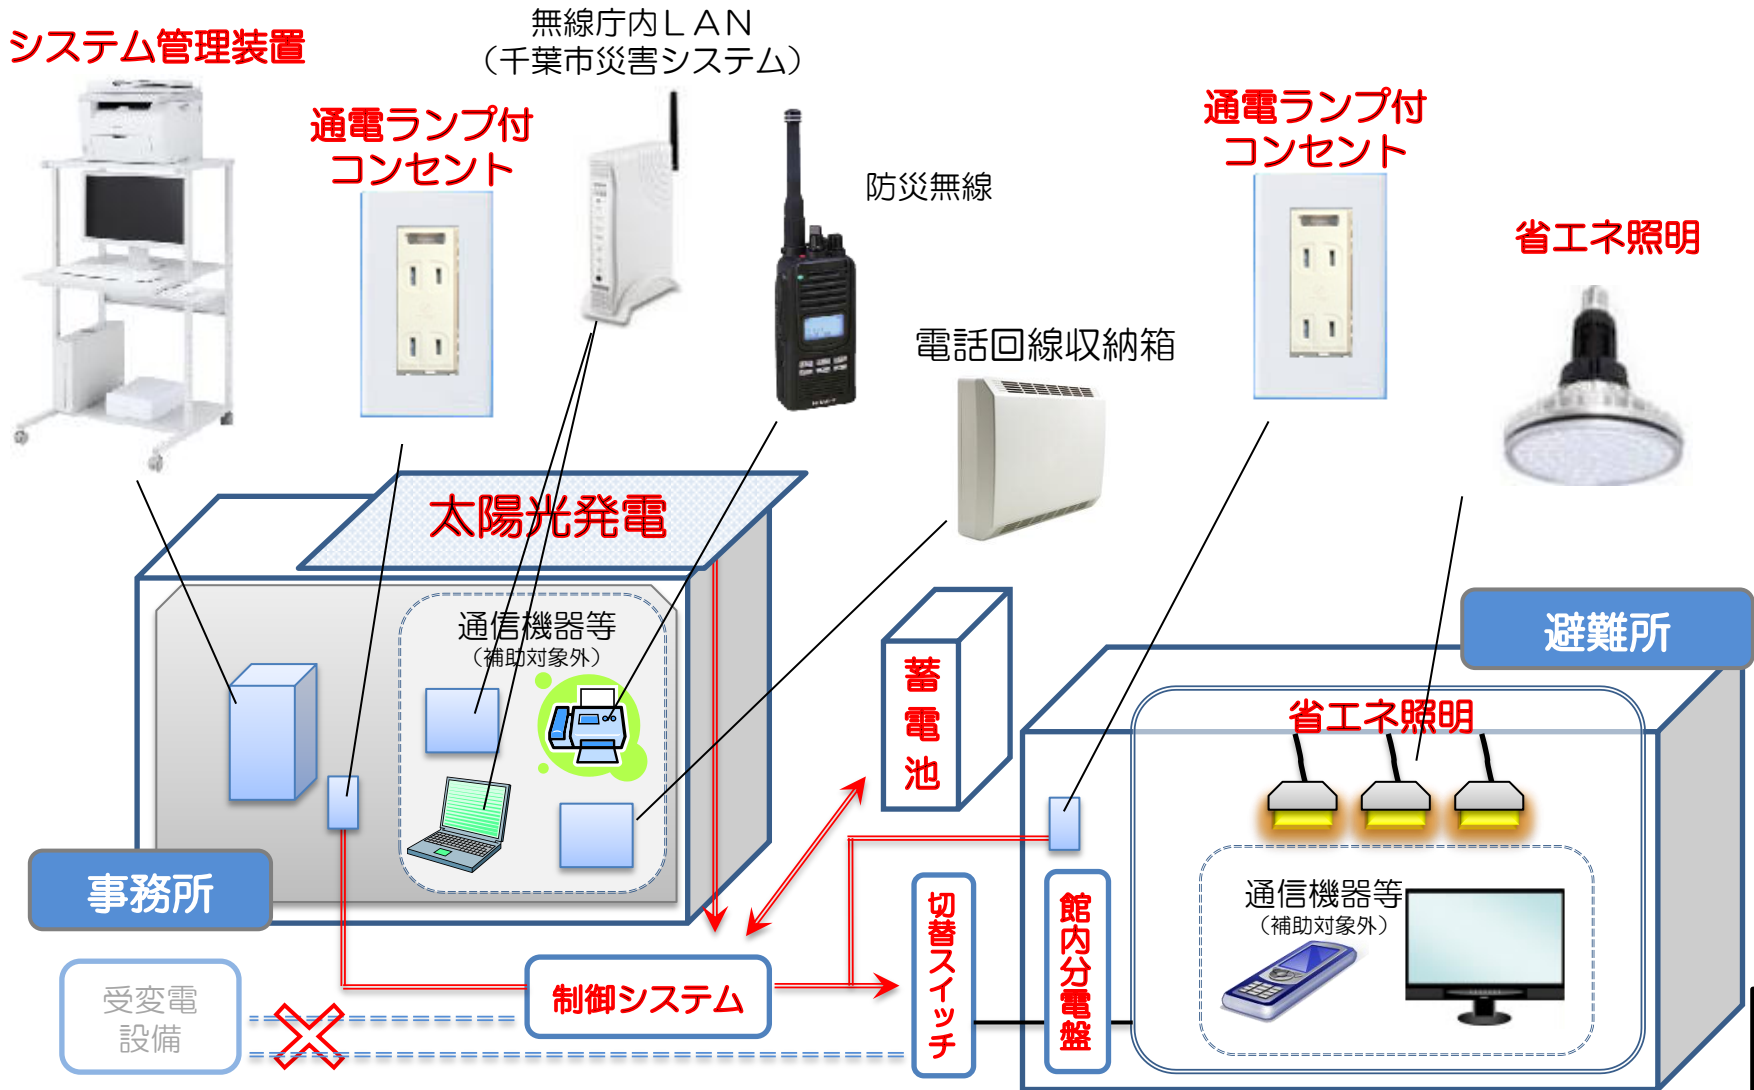 システム管理装置
無線庁内LAN
（千葉市災害システム）
通電ランプ付
コンセント
防災無線
電話回線収納箱
通電ランプ付
コンセント
省エネ照明
太陽光発電
通信機器等
（補助対象外）
事務所
蓄電池
避難所
省エネ照明
通信機器等
（補助対象外）
受変電
設備
制御システム
切替スイッチ
館内分電盤